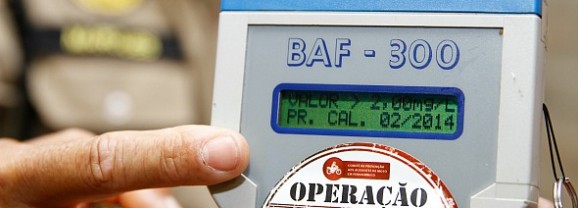 BAF - 300
VALOR > 2,00mg/L
PR. CAL. 02/2014
OPERAÇÃO